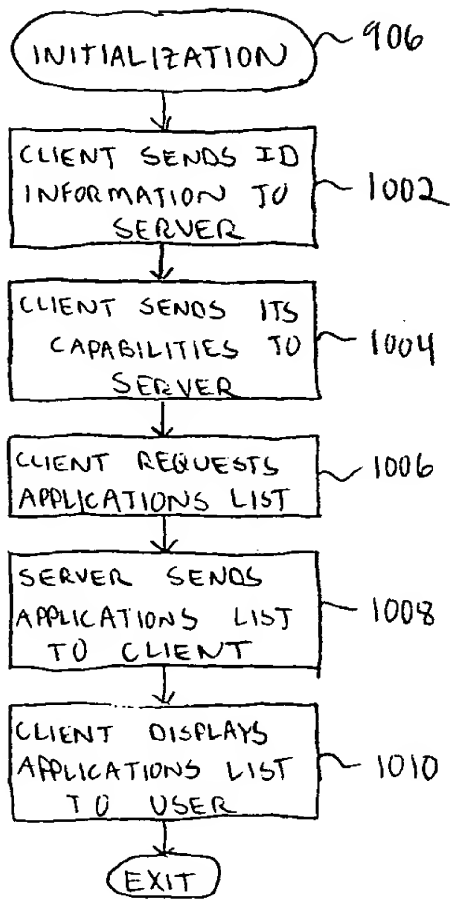 INITIALIZATION
906
CLIENT SENDS ID
INFORMATION TO
SERVER
1002
CLIENT SENDS ITS
CAPABILITIES TO
SERVER
1004
CLIENT REQUESTS
APPLICATIONS LIST
1006
SERVER SENDS
APPLICATIONS LIST
TO CLIENT
1008
CLIENT DISPLAYS
APPLICATIONS LIST
TO USER
1010
EXIT